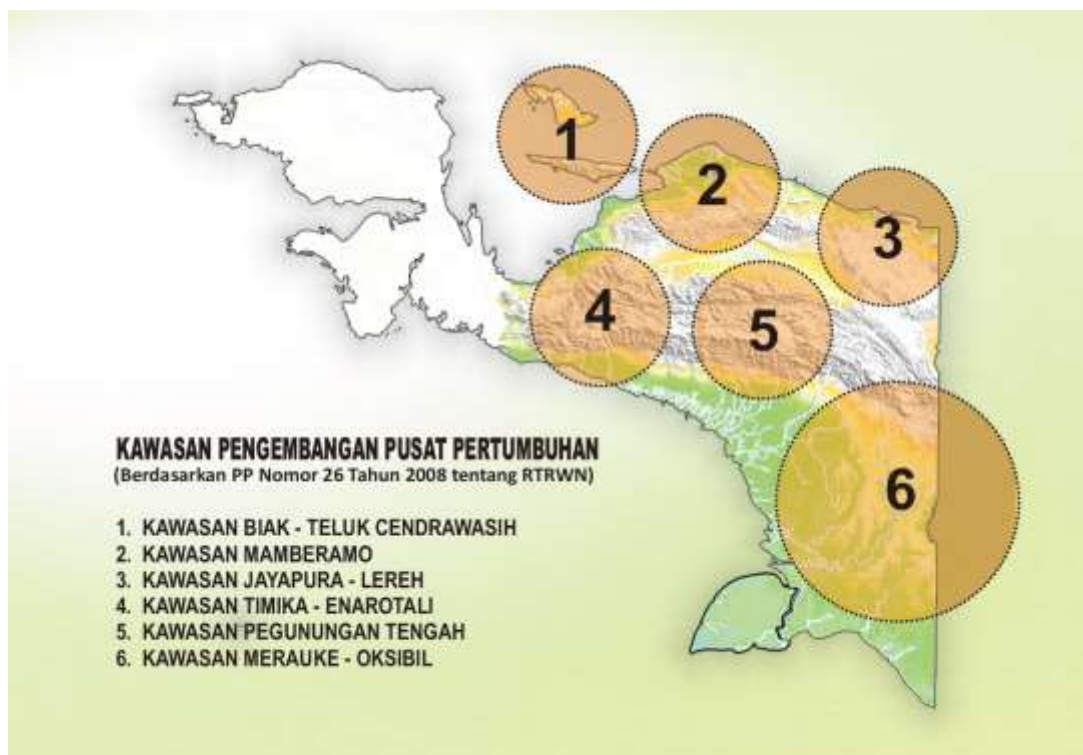 1
2
3
4
5
6
KAWASAN PENGEMBANGAN PUSAT PERTUMBUHAN
(Berdasarkan PP Nomor 26 Tahun 2008 tentang RTRWN)
1. KAWASAN BIAK - TELUK CENDRAWASIH
2. KAWASAN MAMBERAMO
3. KAWASAN JAYAPURA - LEREH
4. KAWASAN TIMIKA - ENAROTALI
5. KAWASAN PEGUNUNGAN TENGAH
6. KAWASAN MERAUKE - OKSIBIL